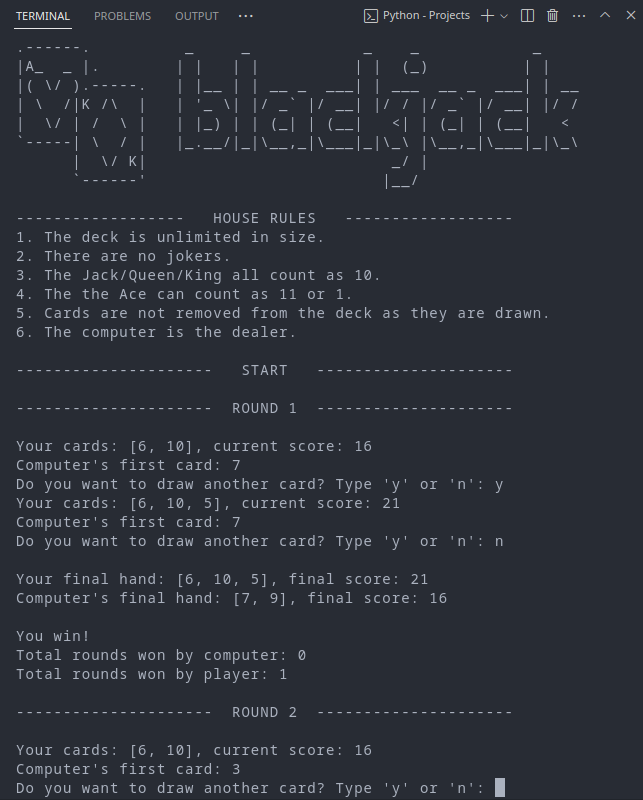 TERMINAL PROBLEMS OUTPUT ··· Python - Projects
.------.          _     _            _    _            _
|A_  _ |.         | |   | |          | |  (_)          | |
|( \/ ).-----.   | |__ | | __ _  ___| | ___  __ _  ___| | __
| \  /|K /\  |   | '_ \| |/ _` |/ __| |/ / |/ _` |/ __| |/ /
|  \/ | /  \ |   | |_) | | (_| | (__|   <| | (_| | (__|   <
`-----| \  / |   |_.__/|_|\__,_|\___|_|\_\ |\__,_|\___|_|\_\
      |  \/ K|                          _/ |
      `------'                         |__/
------------------   HOUSE RULES   ------------------
1. The deck is unlimited in size.
2. There are no jokers.
3. The Jack/Queen/King all count as 10.
4. The the Ace can count as 11 or 1.
5. Cards are not removed from the deck as they are drawn.
6. The computer is the dealer.
---------------------   START   ---------------------
---------------------  ROUND 1  ---------------------
Your cards: [6, 10], current score: 16
Computer's first card: 7
Do you want to draw another card? Type 'y' or 'n': y
Your cards: [6, 10, 5], current score: 21
Computer's first card: 7
Do you want to draw another card? Type 'y' or 'n': n
Your final hand: [6, 10, 5], final score: 21
Computer's final hand: [7, 9], final score: 16
You win!
Total rounds won by computer: 0
Total rounds won by player: 1
---------------------  ROUND 2  ---------------------
Your cards: [6, 10], current score: 16
Computer's first card: 3
Do you want to draw another card? Type 'y' or 'n':